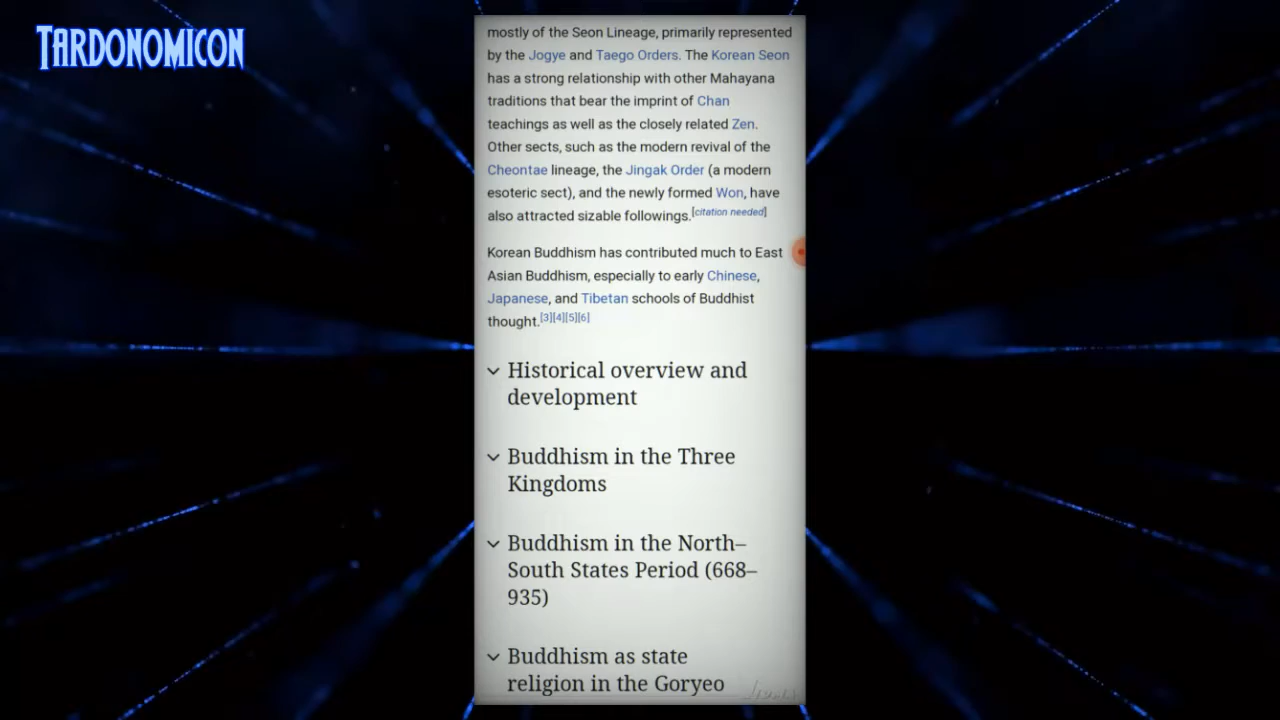 TARDONOMICON
mostly of the Seon Lineage, primarily represented
by the Jogye and Taego Orders. The Korean Seon
has a strong relationship with other Mahayana
traditions that bear the imprint of Chan
teachings as well as the closely related Zen.
Other sects, such as the modern revival of the
Cheontae lineage, the Jingak Order (a modern
esoteric sect), and the newly formed Won, have
also attracted sizable followings.[citation needed]
Korean Buddhism has contributed much to East
Asian Buddhism, especially to early Chinese,
Japanese, and Tibetan schools of Buddhist
thought.[3][4][5][6]
Historical overview and
development
Buddhism in the Three
Kingdoms
Buddhism in the North–
South States Period (668–
935)
Buddhism as state
religion in the Goryeo